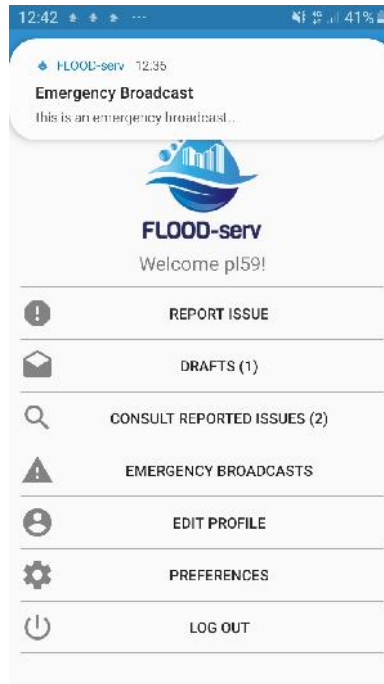 12:42 41%
FLOOD-serv 12:35
Emergency Broadcast
this is an emergency broadcast..
FLOOD-serv
Welcome pl59!
REPORT ISSUE
DRAFTS (1)
CONSULT REPORTED ISSUES (2)
EMERGENCY BROADCASTS
EDIT PROFILE
PREFERENCES
LOG OUT